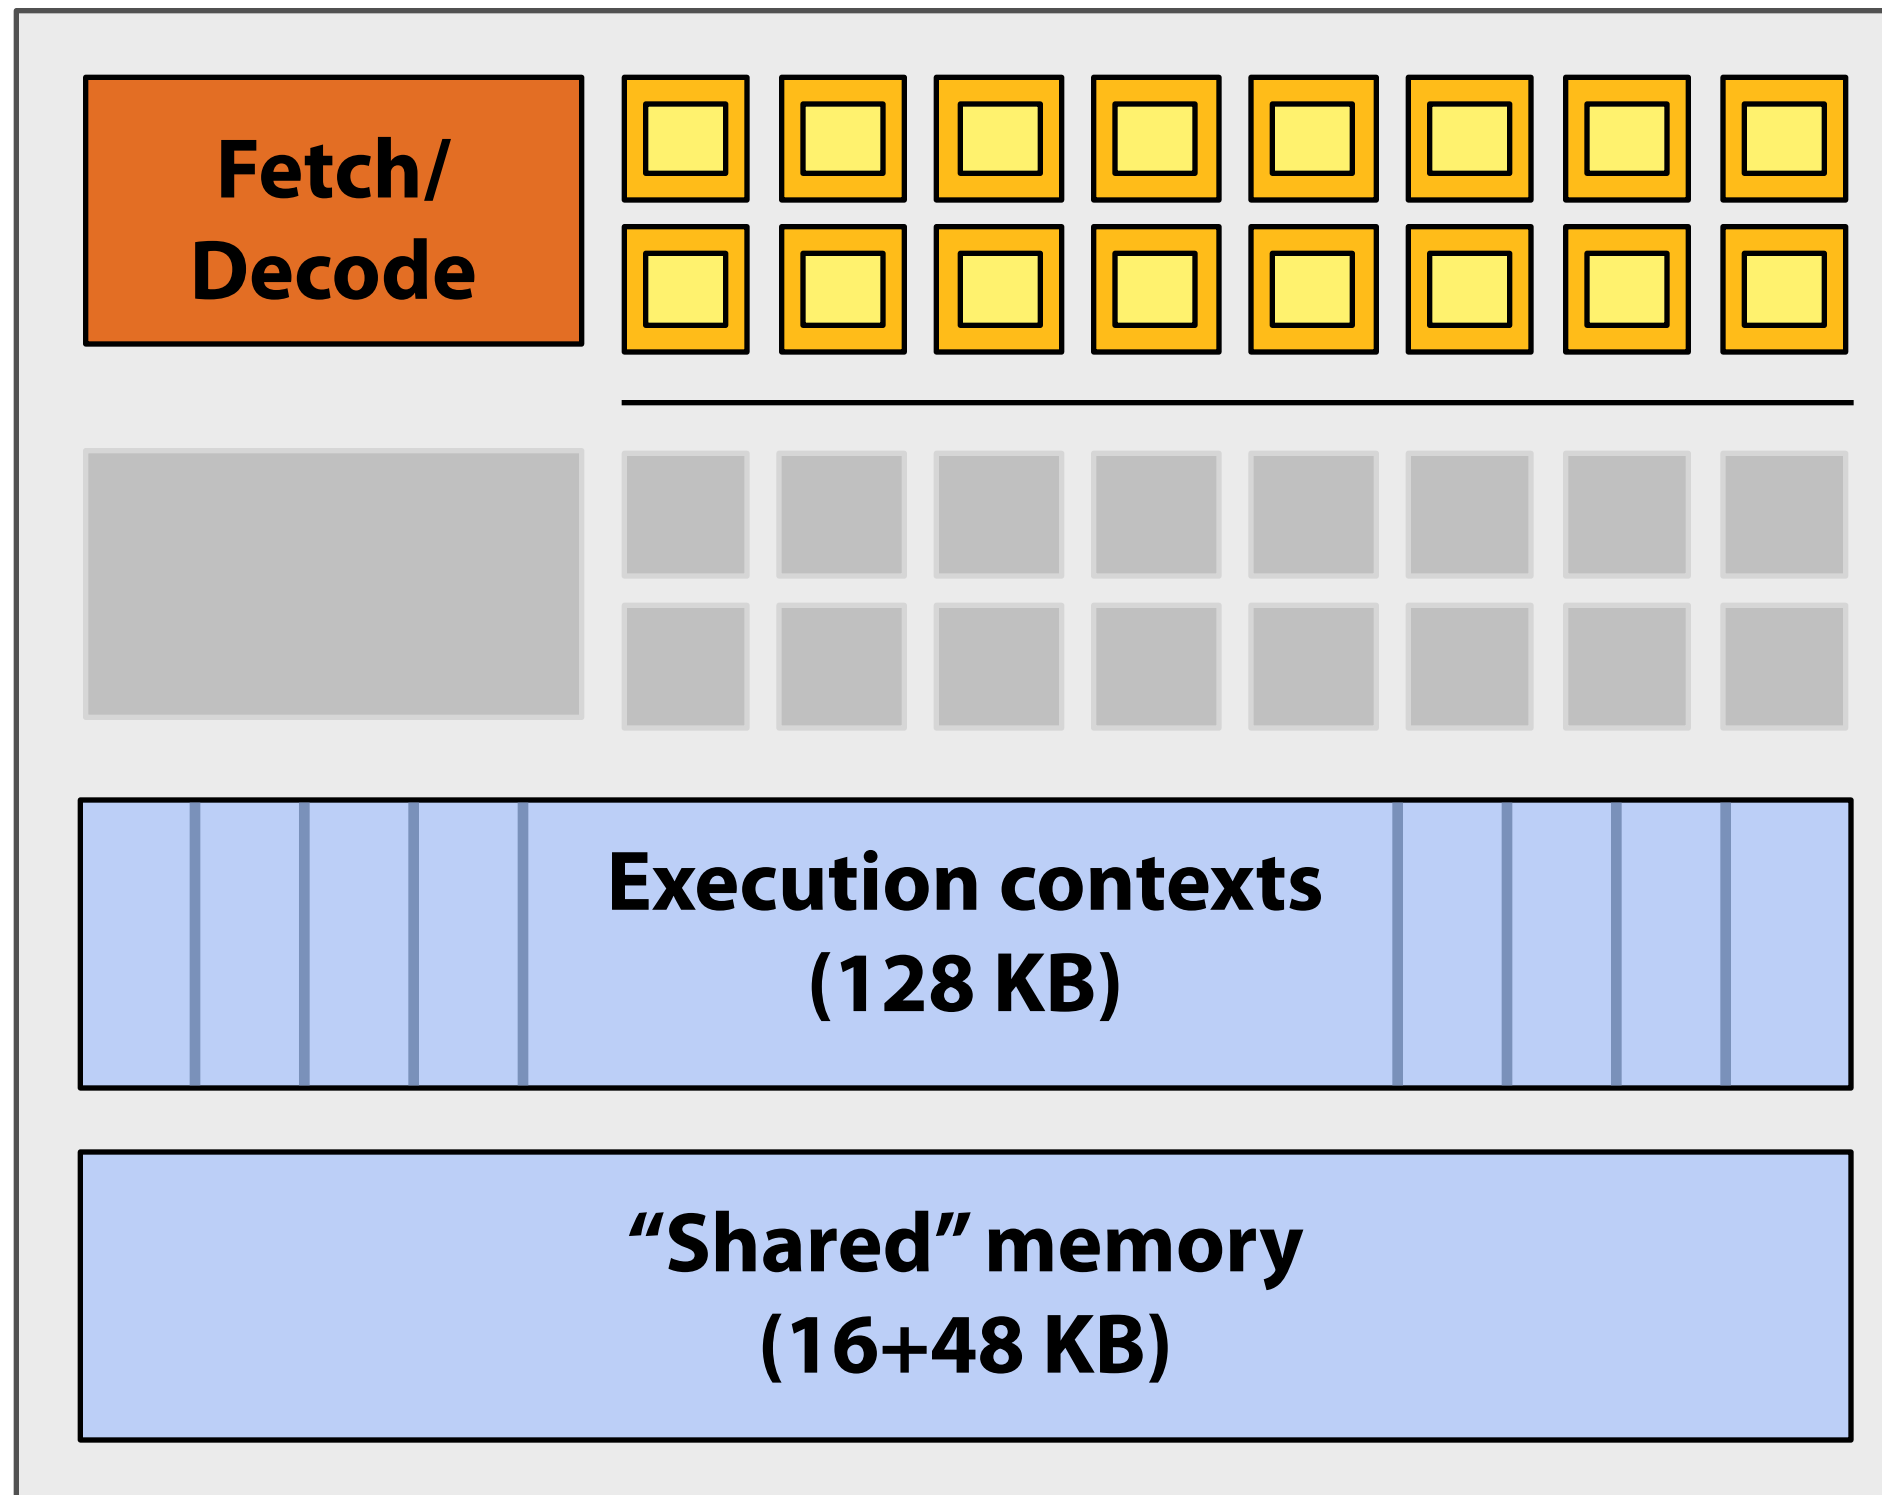 Fetch/
Decode
Execution contexts
(128 KB)
“Shared” memory
(16+48 KB)